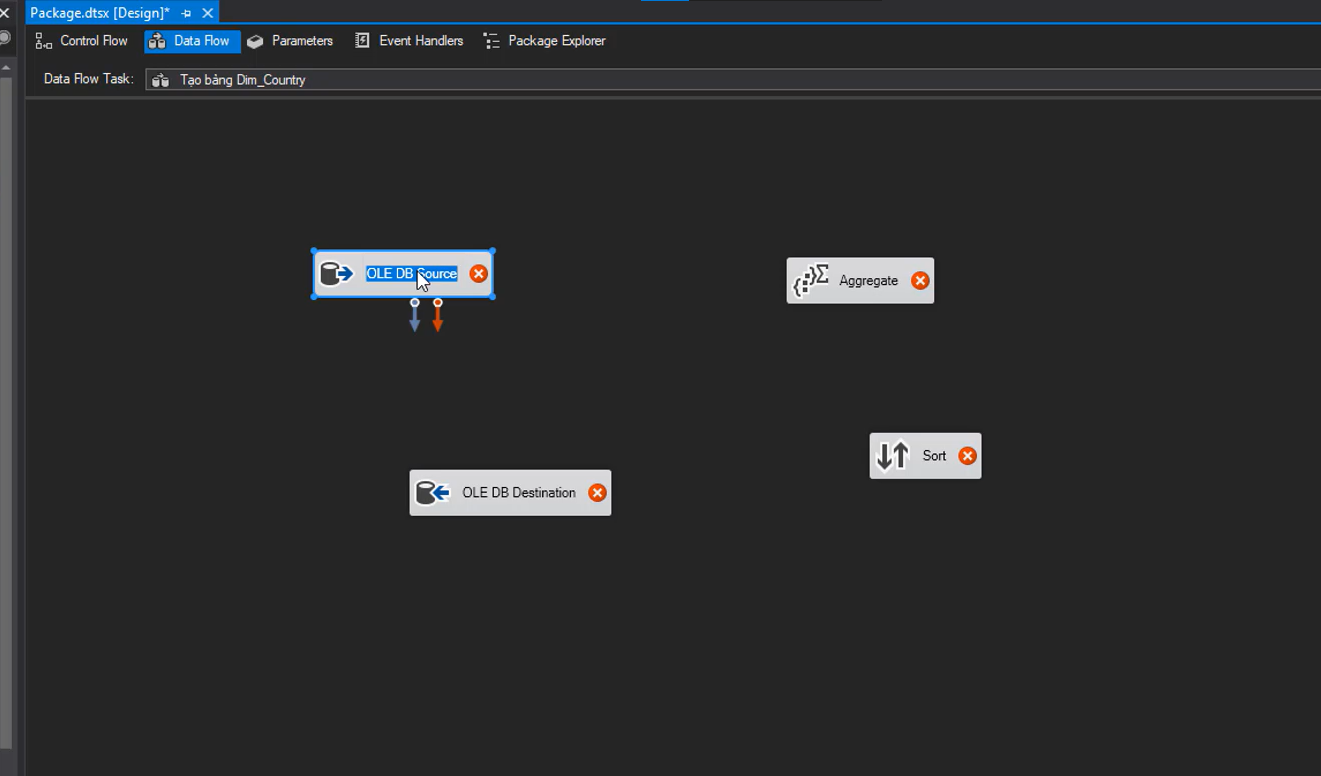 Package.dtsx [Design]*
Control Flow Data Flow Parameters Event Handlers Package Explorer
Data Flow Task: Tạo bảng Dim_Country
OLE DB Source
Aggregate
Sort
OLE DB Destination